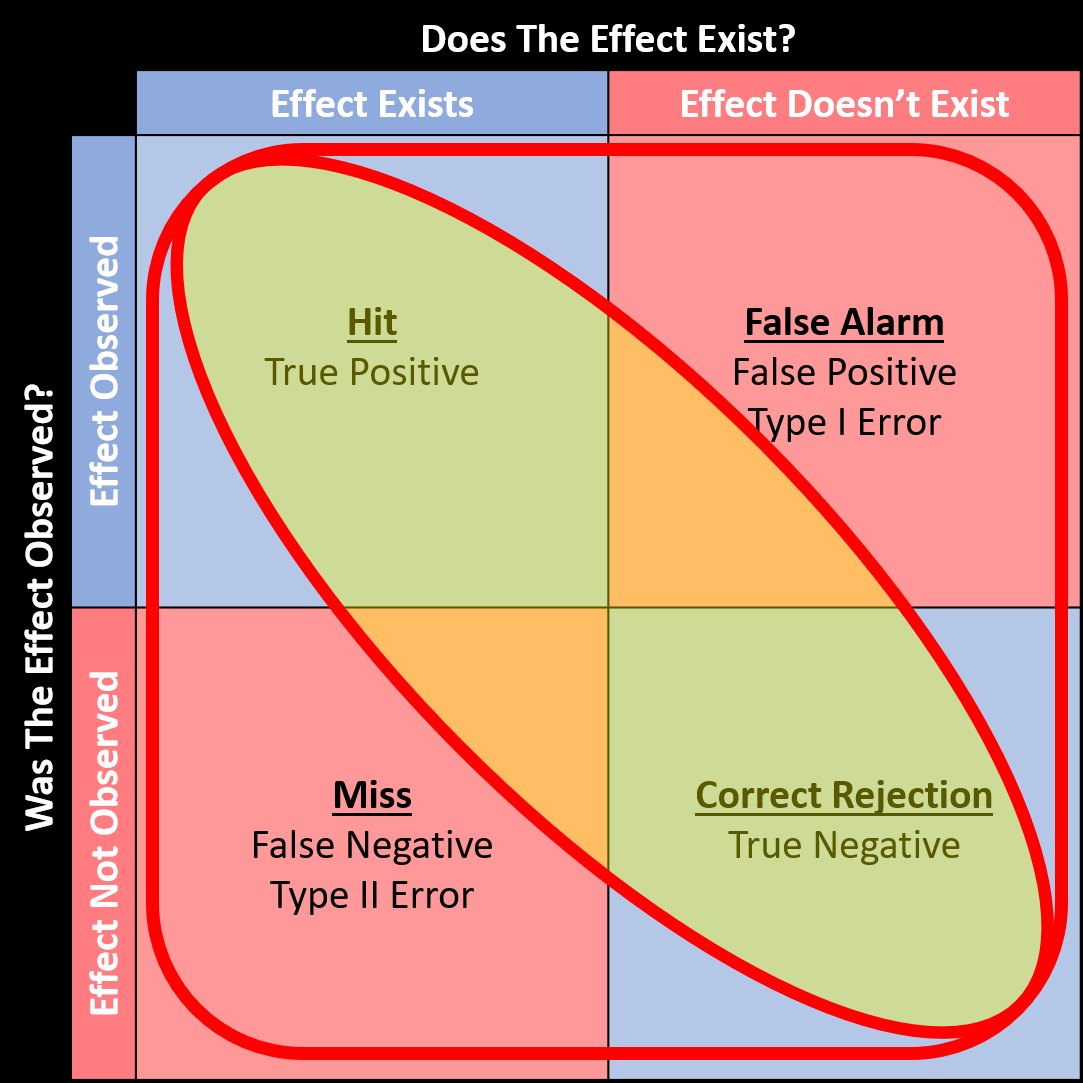 Does The Effect Exist?
Effect Exists
Effect Doesn’t Exist
Was The Effect Observed?
Effect Observed
Hit
True Positive
False Alarm
False Positive
Type I Error
Effect Not Observed
Miss
False Negative
Type II Error
Correct Rejection
True Negative